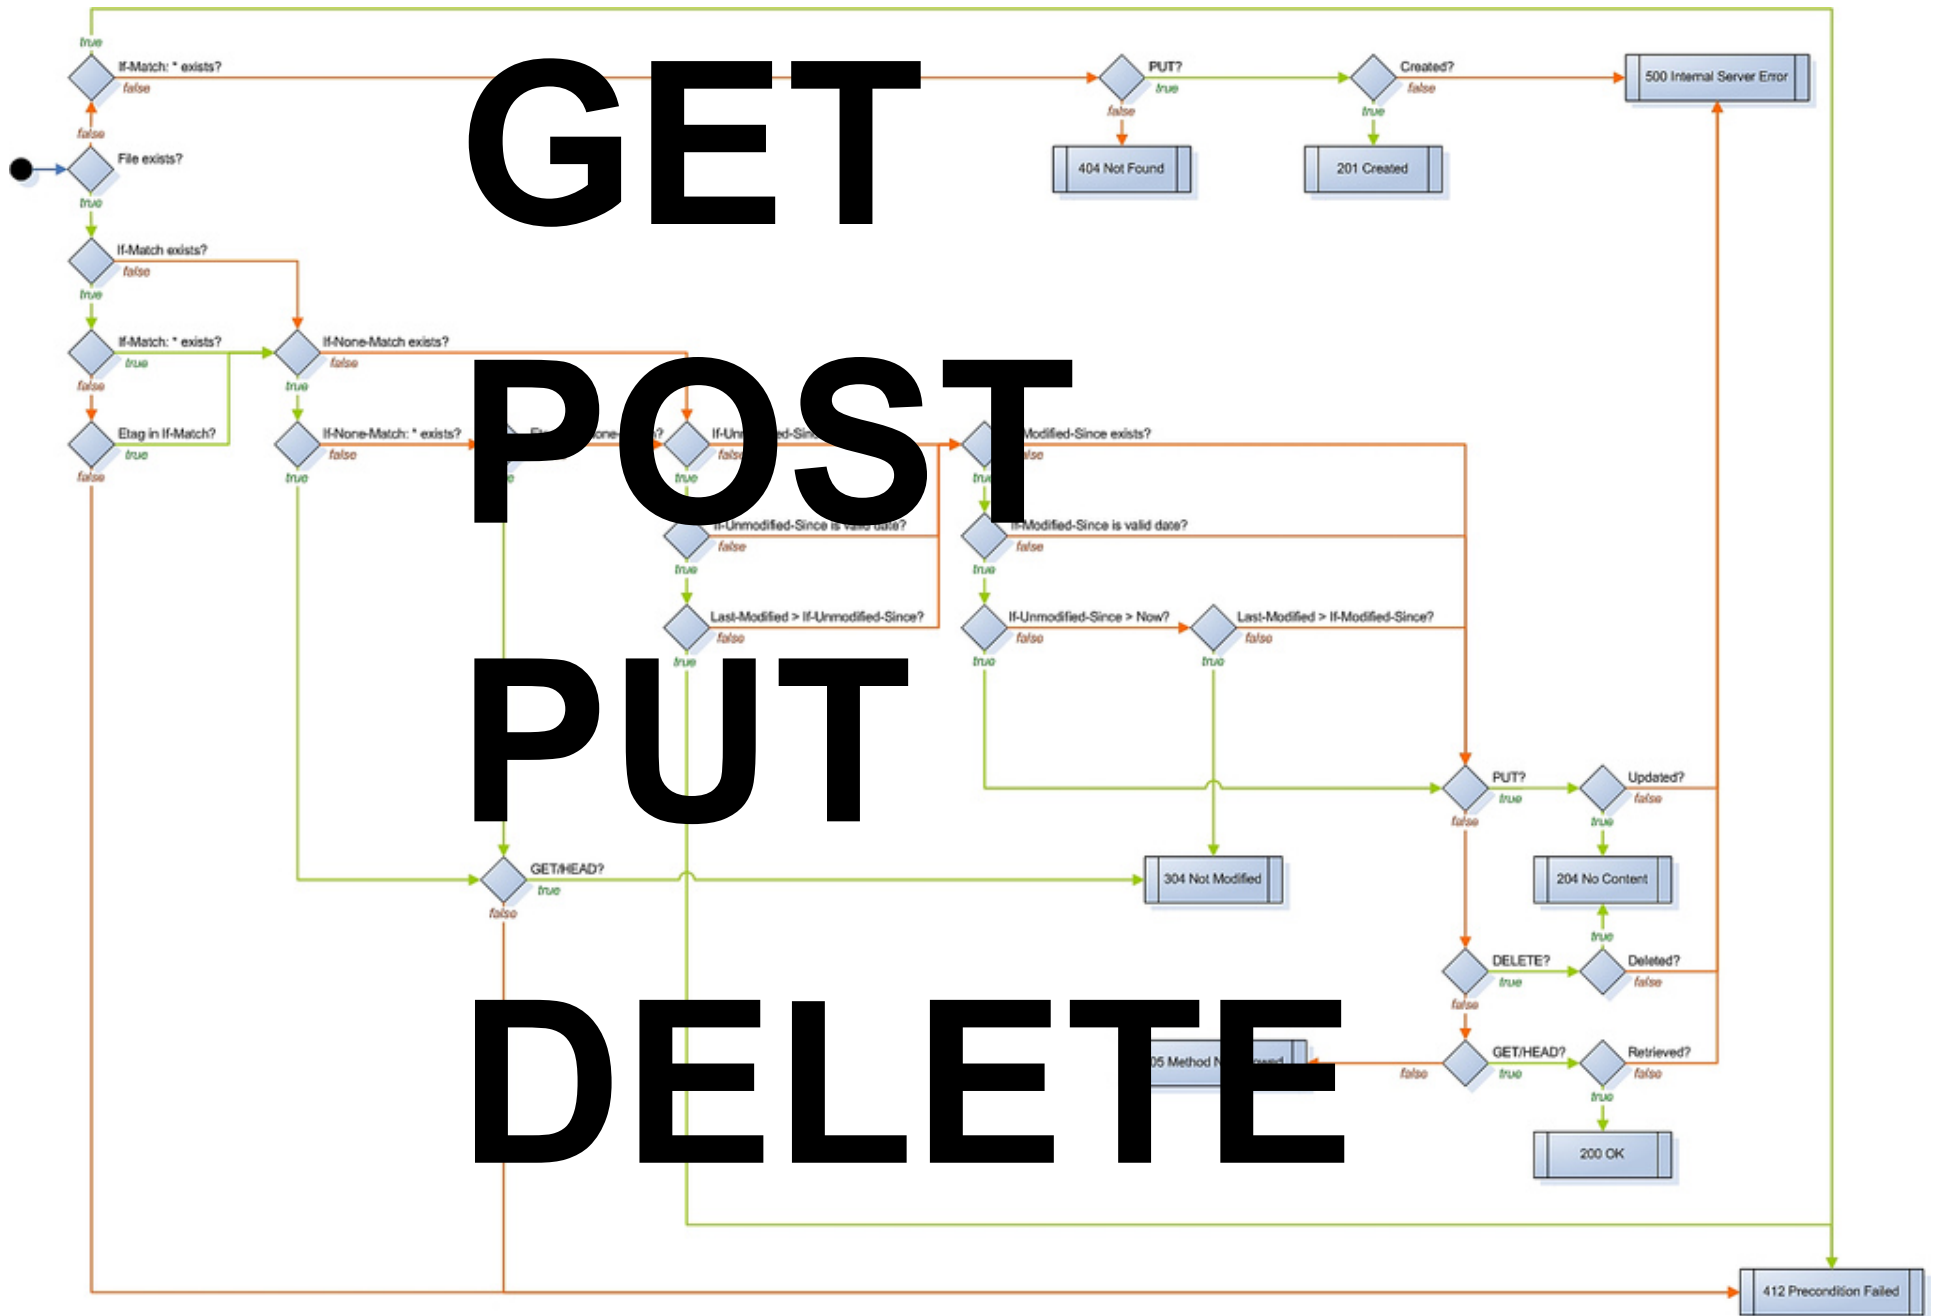 true
If-Match: * exists?
false
PUT?
true
Created?
false
500 Internal Server Error
false
false
true
File exists?
404 Not Found
201 Created
true
GET
If-Match exists?
false
true
If-Match: * exists?
true
If-None-Match exists?
false
false
true
Etag in If-Match?
true
If-None-Match: * exists?
false
Modified-Since exists?
false
true
true
true
POST
If-Unmodified-Since is valid date?
false
If-Modified-Since is valid date?
false
true
true
Last-Modified > If-Unmodified-Since?
false
If-Unmodified-Since > Now?
false
Last-Modified > If-Modified-Since?
false
true
true
true
PUT
PUT?
true
Updated?
false
false
true
GET/HEAD?
true
304 Not Modified
204 No Content
false
true
DELETE?
true
Deleted?
false
false
DELETE
05 Method
false
GET/HEAD?
true
Retrieved?
false
true
200 OK
412 Precondition Failed